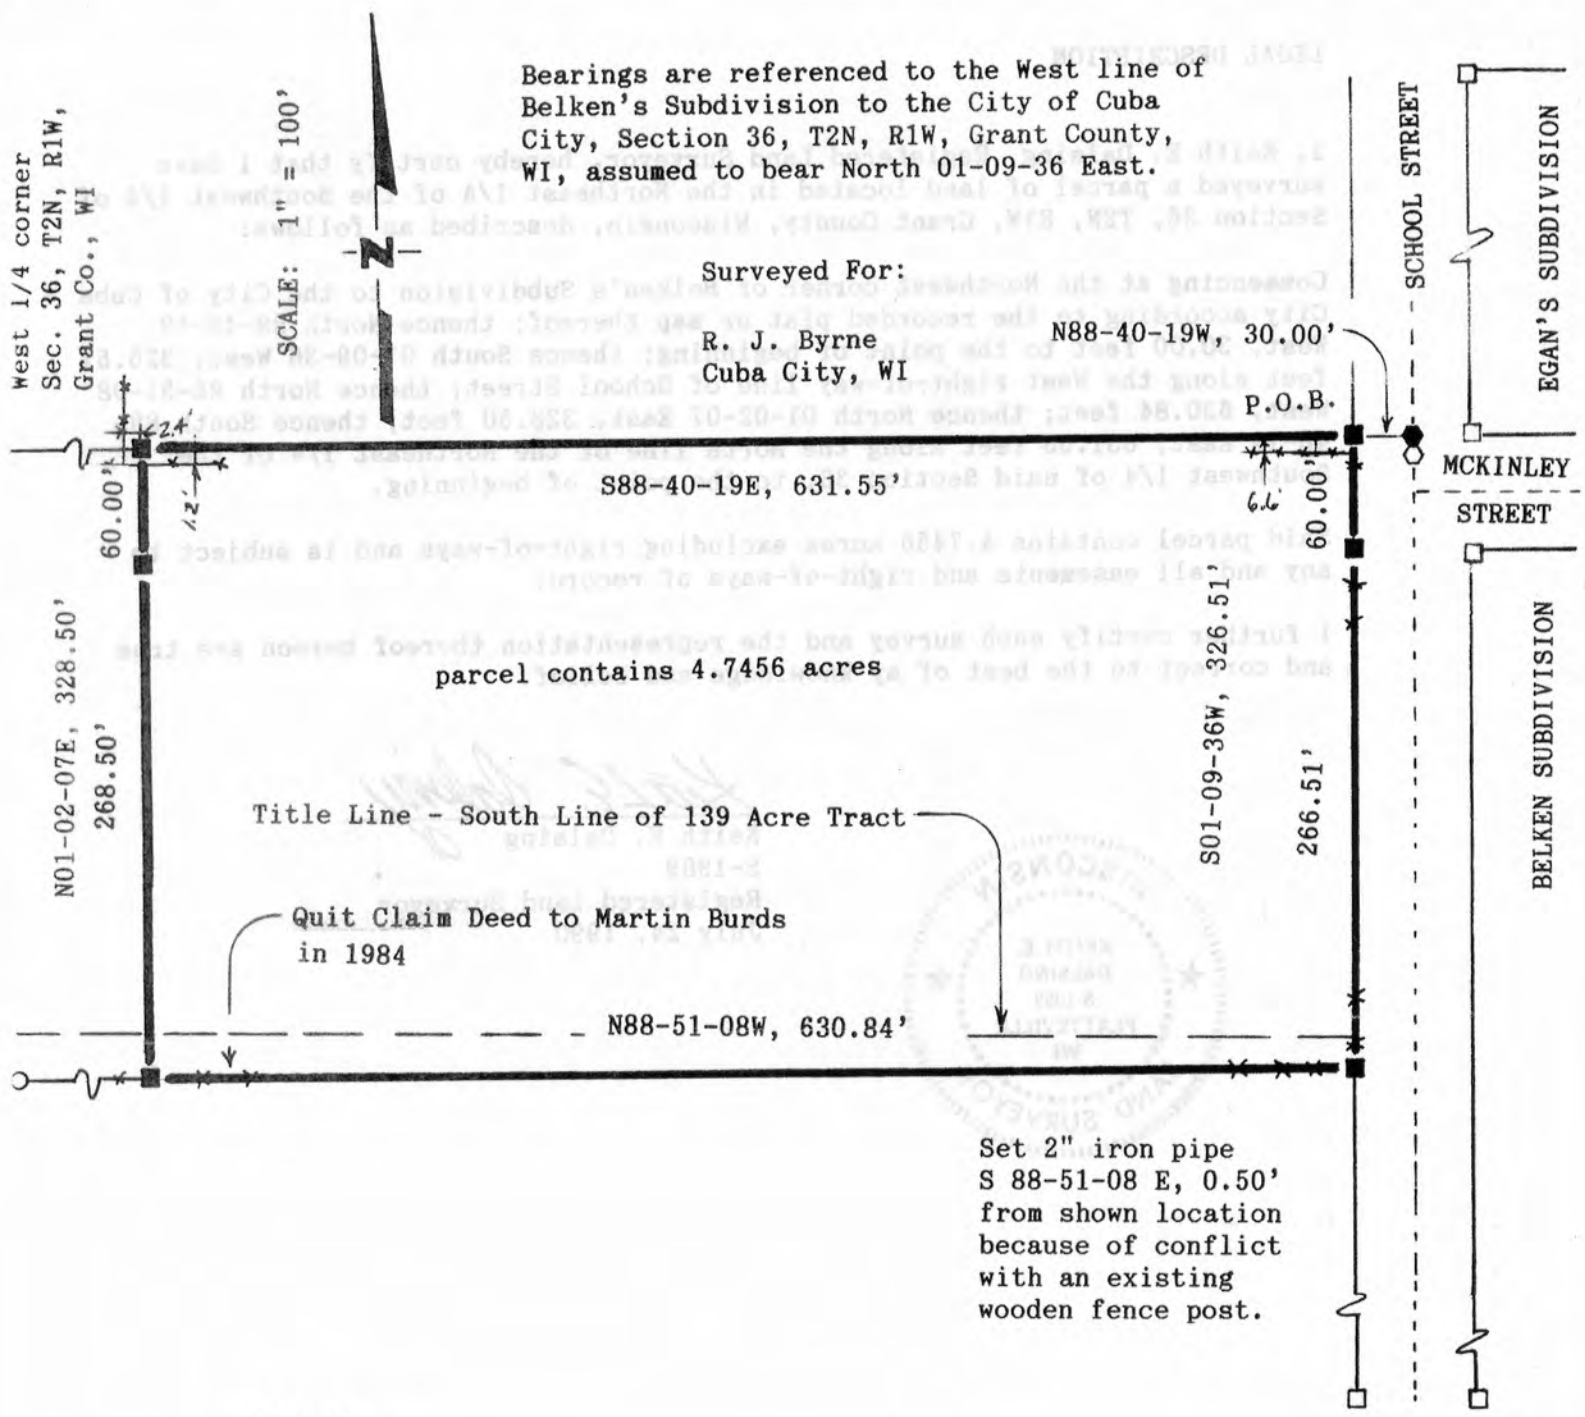 Bearings are referenced to the West line of
Belken's Subdivision to the City of Cuba
City, Section 36, T2N, R1W, Grant County,
WI, assumed to bear North 01-09-36 East.
West 1/4 corner
Sec. 36, T2N, R1W,
Grant Co., WI
SCALE: 1" = 100'
N
Surveyed For:
R. J. Byrne
Cuba City, WI
N88-40-19W, 30.00'
P.O.B.
SCHOOL STREET
EGAN'S SUBDIVISION
MCKINLEY
STREET
2.4'
1.2'
60.00'
S88-40-19E, 631.55'
6.6'
60.00'
N01-02-07E, 328.50'
268.50'
parcel contains 4.7456 acres
S01-09-36W, 326.51'
266.51'
BELKEN SUBDIVISION
Title Line - South Line of 139 Acre Tract
Quit Claim Deed to Martin Burds
in 1984
N88-51-08W, 630.84'
Set 2" iron pipe
S 88-51-08 E, 0.50'
from shown location
because of conflict
with an existing
wooden fence post.